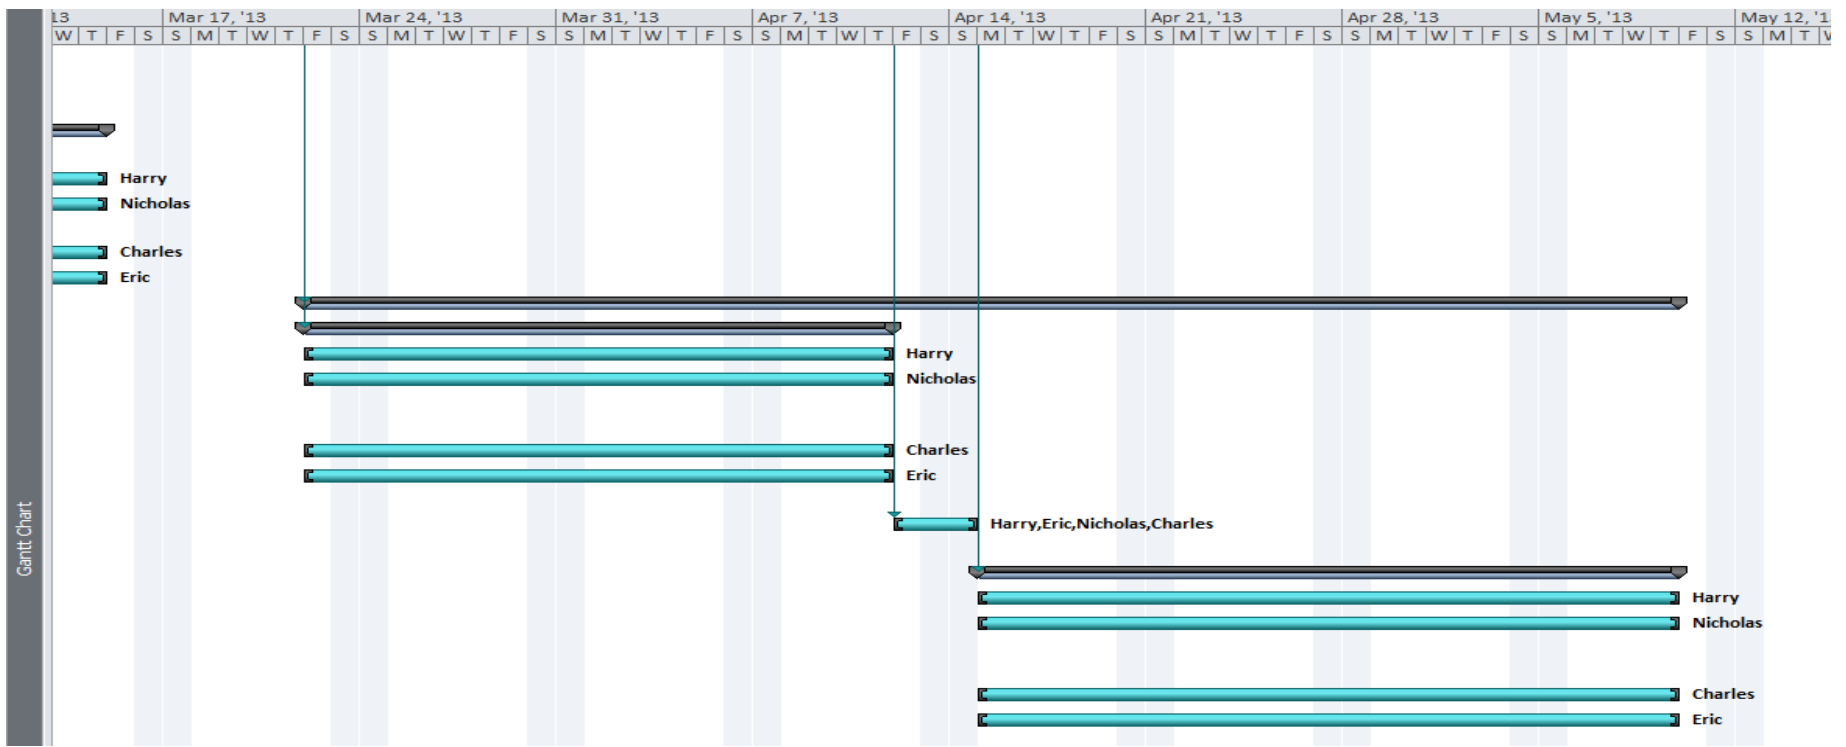 13 Mar 17, '13 Mar 24, '13 Mar 31, '13 Apr 7, '13 Apr 14, '13 Apr 21, '13 Apr 28, '13 May 5, '13 May 12, '1
W T F S S M T W T F S S M T W T F S S M T W T F S S M T W T F S S M T W T F S S M T W T F S S M T W T F S S M T W T F S S M T W
Harry
Nicholas
Charles
Eric
Harry
Nicholas
Charles
Eric
Harry,Eric,Nicholas,Charles
Harry
Nicholas
Charles
Eric
Gantt Chart